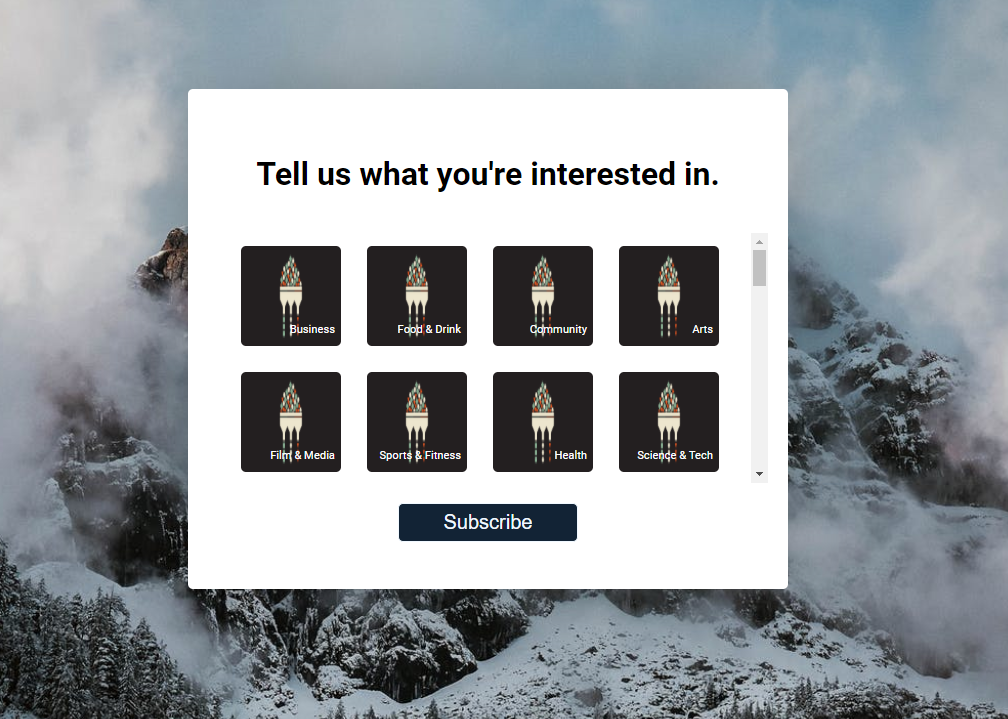 Tell us what you're interested in.
Business
Food & Drink
Community
Arts
Film & Media
Sports & Fitness
Health
Science & Tech
Subscribe